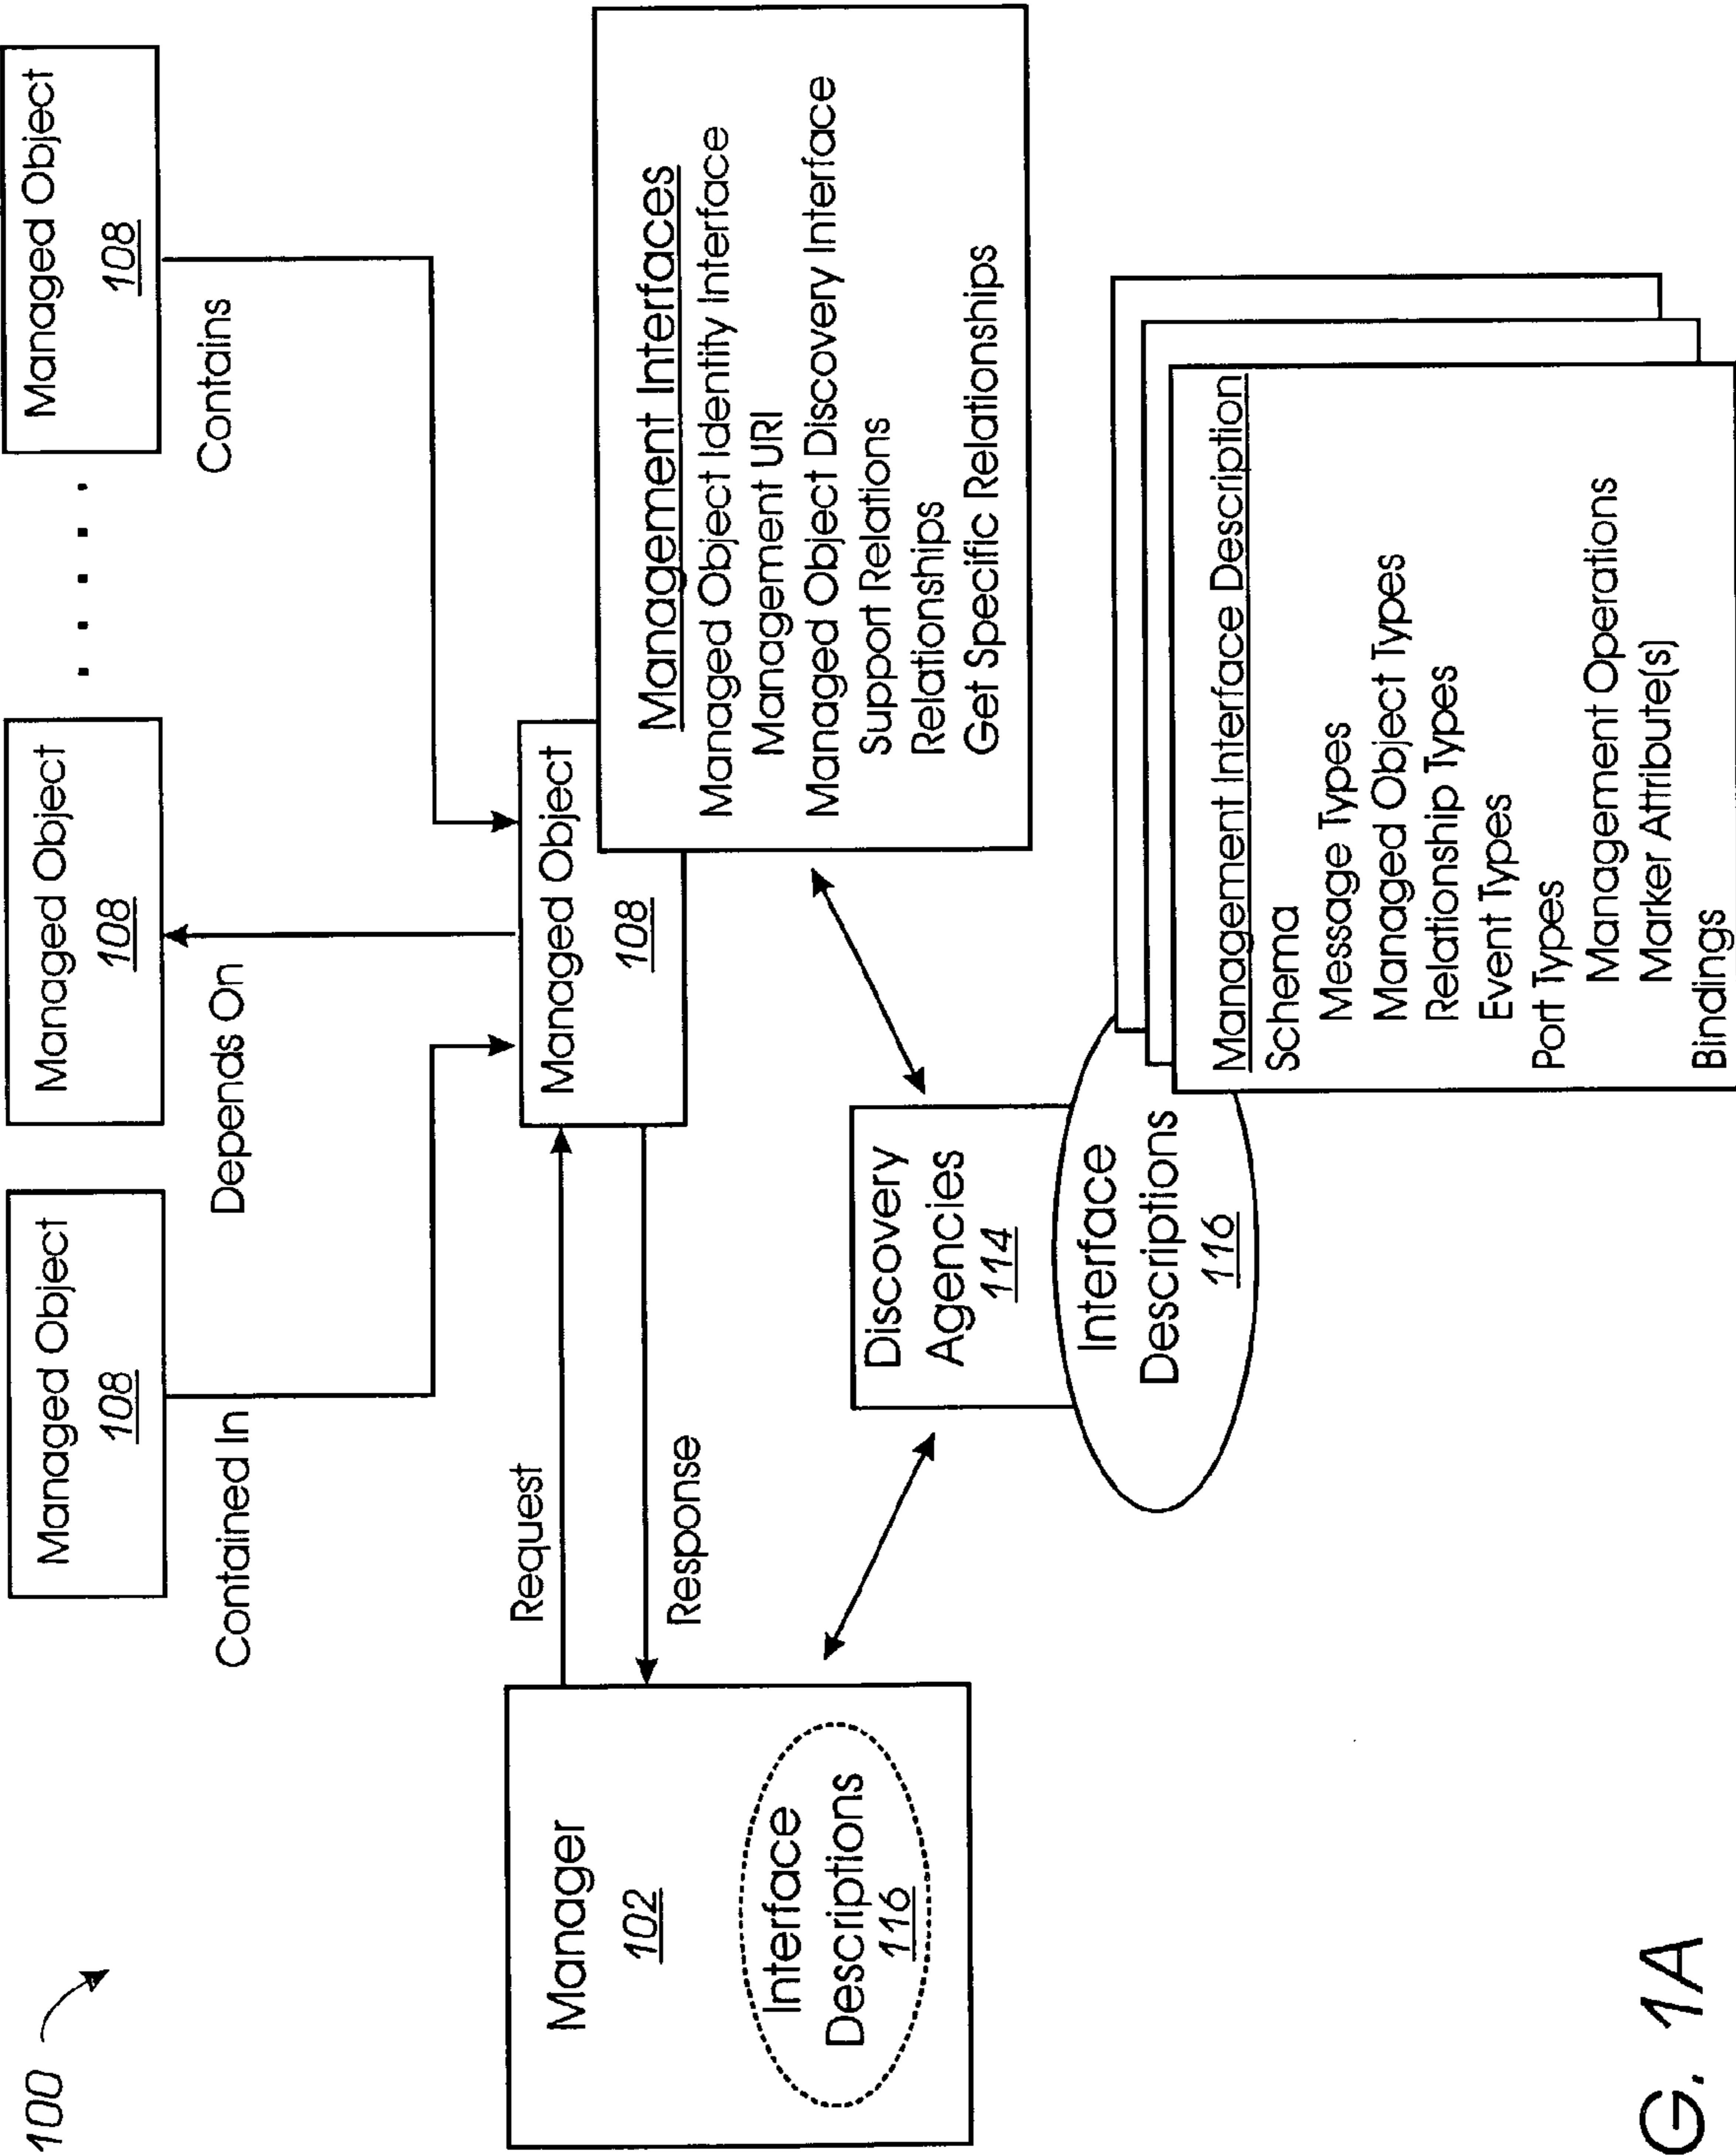 100
Managed Object
108
Managed Object
108
. . . . .
Managed Object
108
Contained In
Depends On
Contains
Request
Response
Manager
102
Interface
Descriptions
116
Managed Object
108
Management Interfaces
Managed Object Identity Interface
Management URI
Managed Object Discovery Interface
Support Relations
Relationships
Get Specific Relationships
Discovery
Agencies
114
Interface
Descriptions
116
Management Interface Description
Schema
Message Types
Managed Object Types
Relationship Types
Event Types
Port Types
Management Operations
Marker Attribute(s)
Bindings
G. 1A